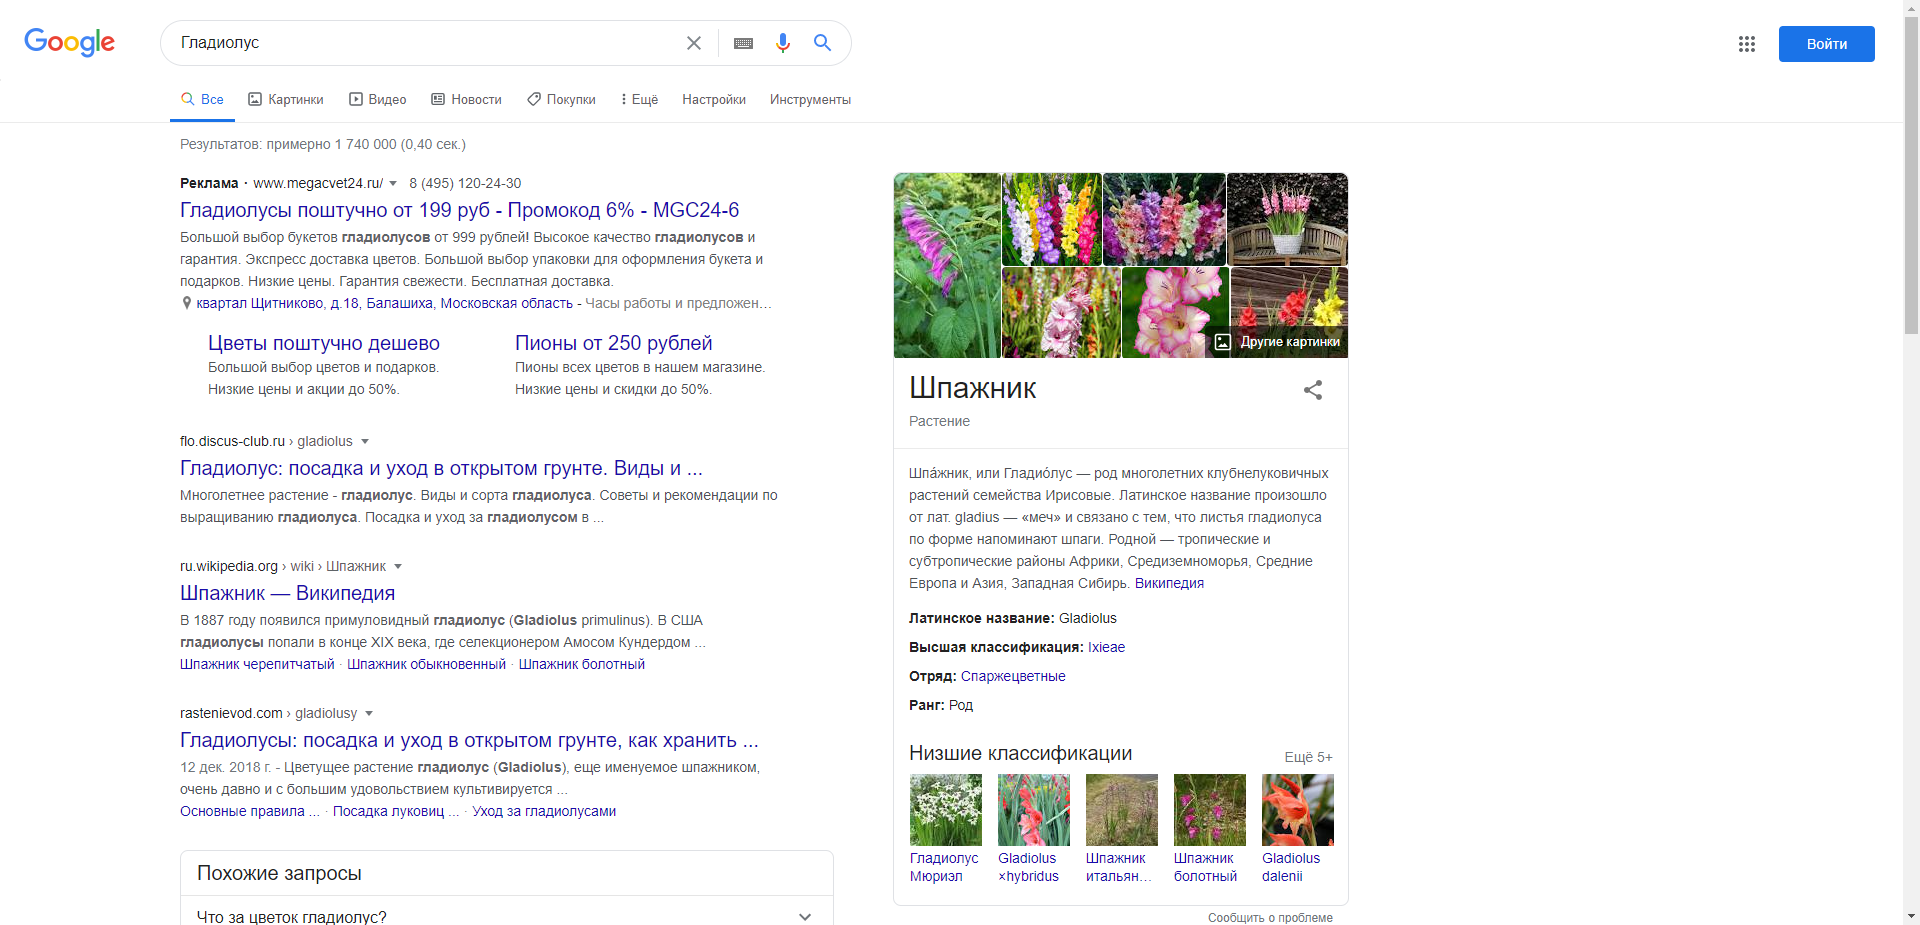 Google
Гладиолус
Войти
Все
Картинки
Видео
Новости
Покупки
Ещё
Настройки
Инструменты
Результатов: примерно 1 740 000 (0,40 сек.)
Реклама · www.megacvet24.ru/ 8 (495) 120-24-30
Гладиолусы поштучно от 199 руб - Промокод 6% - MGC24-6
Большой выбор букетов гладиолусов от 999 рублей! Высокое качество гладиолусов и
гарантия. Экспресс доставка цветов. Большой выбор упаковки для оформления букета и
подарков. Низкие цены. Гарантия свежести. Бесплатная доставка.
квартал Щитниково, д.18, Балашиха, Московская область - Часы работы и предложен...
Цветы поштучно дешево
Большой выбор цветов и подарков.
Низкие цены и акции до 50%.
Пионы от 250 рублей
Пионы всех цветов в нашем магазине.
Низкие цены и скидки до 50%.
flo.discus-club.ru › gladiolus
Гладиолус: посадка и уход в открытом грунте. Виды и ...
Многолетнее растение - гладиолус. Виды и сорта гладиолуса. Советы и рекомендации по
выращиванию гладиолуса. Посадка и уход за гладиолусом в ...
ru.wikipedia.org › wiki › Шпажник
Шпажник — Википедия
В 1887 году появился примуловидный гладиолус (Gladiolus primulinus). В США
гладиолусы попали в конце XIX века, где селекционером Амосом Кундердом ...
Шпажник черепитчатый · Шпажник обыкновенный · Шпажник болотный
rastenievod.com › gladiolusy
Гладиолусы: посадка и уход в открытом грунте, как хранить ...
12 дек. 2018 г. - Цветущее растение гладиолус (Gladiolus), еще именуемое шпажником,
очень давно и с большим удовольствием культивируется ...
Основные правила ... · Посадка луковиц ... · Уход за гладиолусами
Похожие запросы
Что за цветок гладиолус?
Другие картинки
Шпажник
Растение
Шпа́жник, или Гладио́лус — род многолетних клубнелуковичных
растений семейства Ирисовые. Латинское название произошло
от лат. gladius — «меч» и связано с тем, что листья гладиолуса
по форме напоминают шпаги. Родной — тропические и
субтропические районы Африки, Средиземноморья, Средние
Европа и Азия, Западная Сибирь. Википедия
Латинское название: Gladiolus
Высшая классификация: Ixieae
Отряд: Спаржецветные
Ранг: Род
Низшие классификации
Ещё 5+
Гладиолус
Мюриэл
Gladiolus
×hybridus
Шпажник
итальян...
Шпажник
болотный
Gladiolus
dalenii
Сообщить о проблеме